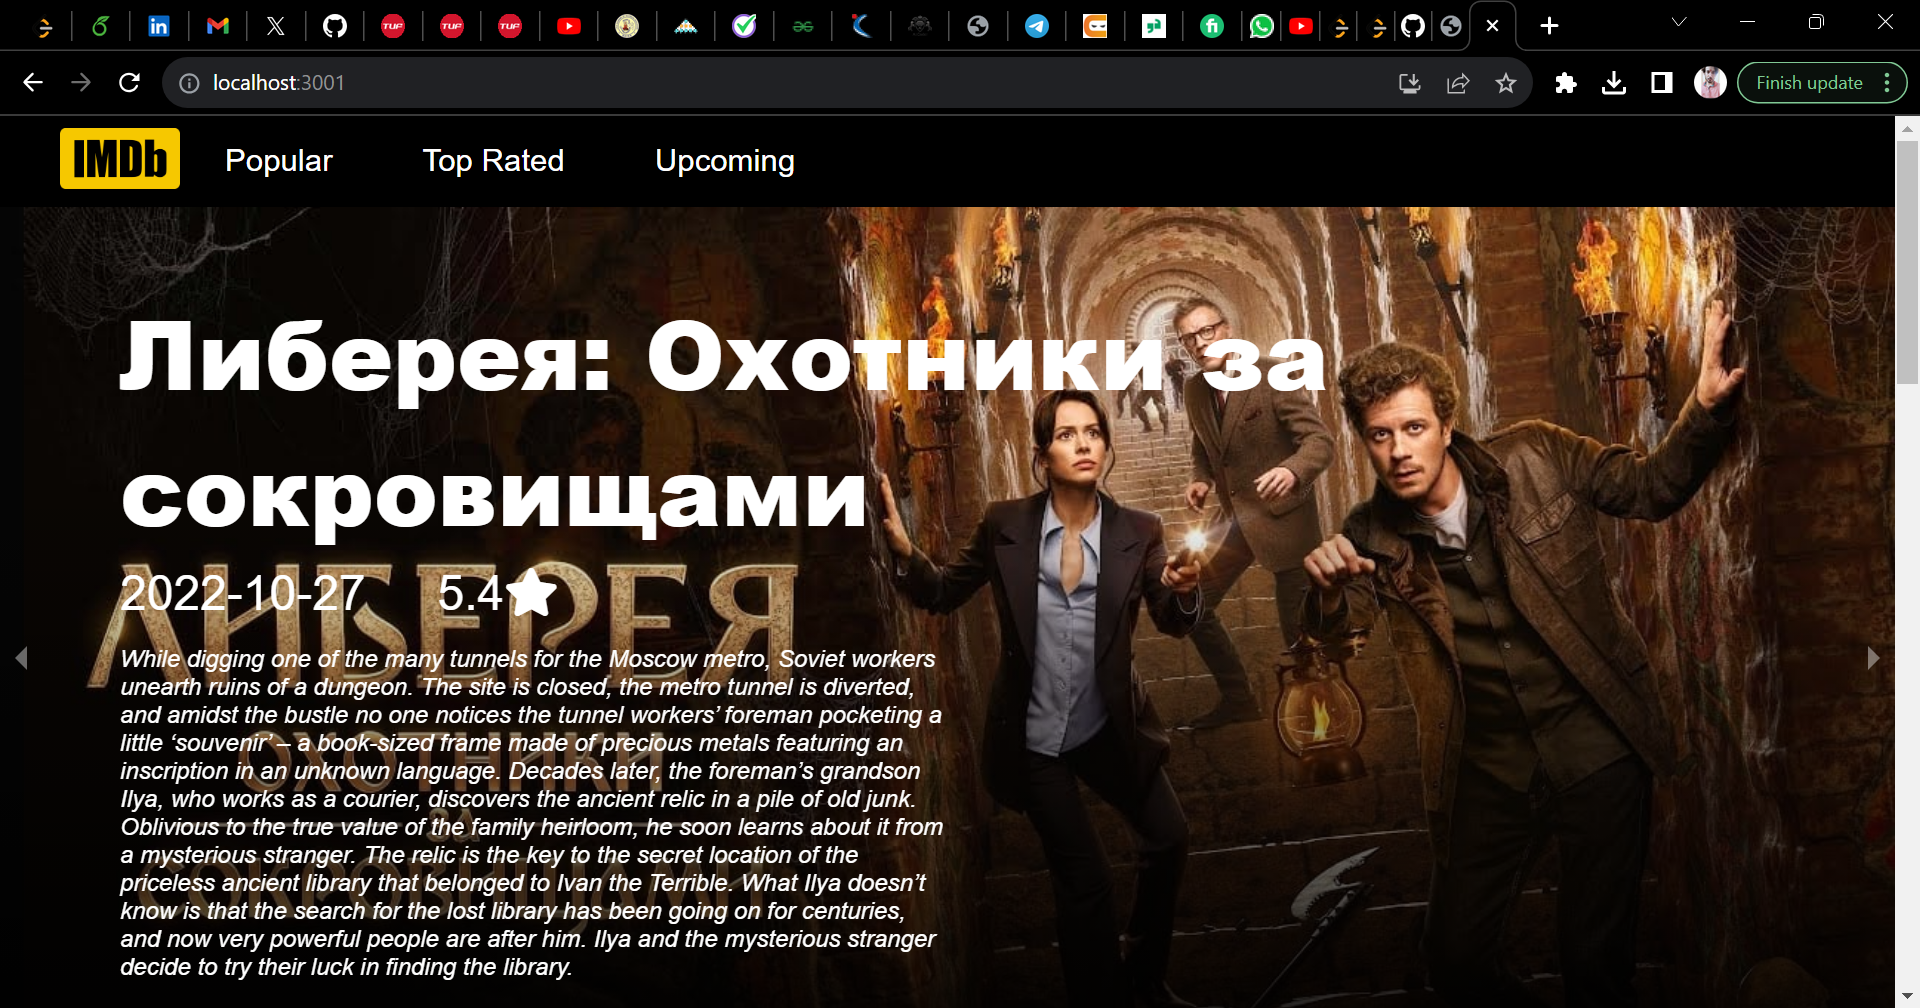 TUF TUF TUF
localhost:3001
Finish update
IMDb Popular Top Rated Upcoming
Либерея: Охотники за
сокровищами
2022-10-27 5.4
ЛИБЕРЕЯ
While digging one of the many tunnels for the Moscow metro, Soviet workers
unearth ruins of a dungeon. The site is closed, the metro tunnel is diverted,
and amidst the bustle no one notices the tunnel workers’ foreman pocketing a
little ‘souvenir’ – a book-sized frame made of precious metals featuring an
inscription in an unknown language. Decades later, the foreman’s grandson
Ilya, who works as a courier, discovers the ancient relic in a pile of old junk.
Oblivious to the true value of the family heirloom, he soon learns about it from
a mysterious stranger. The relic is the key to the secret location of the
priceless ancient library that belonged to Ivan the Terrible. What Ilya doesn’t
know is that the search for the lost library has been going on for centuries,
and now very powerful people are after him. Ilya and the mysterious stranger
decide to try their luck in finding the library.
ОХОТНИКИ
ЗА
СОКРОВИЩАМИ